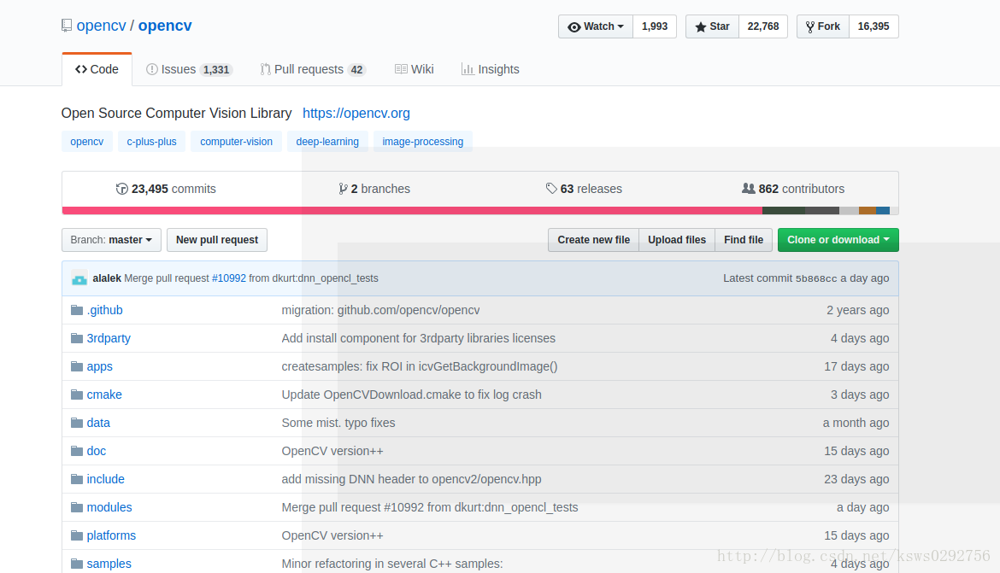 opencv / opencv Watch 1,993 Star 22,768 Fork 16,395
Code Issues 1,331 Pull requests 42 Wiki Insights
Open Source Computer Vision Library https://opencv.org
opencv c-plus-plus computer-vision deep-learning image-processing
23,495 commits 2 branches 63 releases 862 contributors
Branch: master New pull request Create new file Upload files Find file Clone or download
alalek Merge pull request #10992 from dkurt:dnn_opencl_tests Latest commit 5b868cc a day ago
.github migration: github.com/opencv/opencv 2 years ago
3rdparty Add install component for 3rdparty libraries licenses 4 days ago
apps createsamples: fix ROI in icvGetBackgroundImage() 17 days ago
cmake Update OpenCVDownload.cmake to fix log crash 3 days ago
data Some mist. typo fixes a month ago
doc OpenCV version++ 15 days ago
include add missing DNN header to opencv2/opencv.hpp 23 days ago
modules Merge pull request #10992 from dkurt:dnn_opencl_tests a day ago
platforms OpenCV version++ 15 days ago
samples Minor refactoring in several C++ samples: 4 days ago
http://blog.csdn.net/ksws0292756